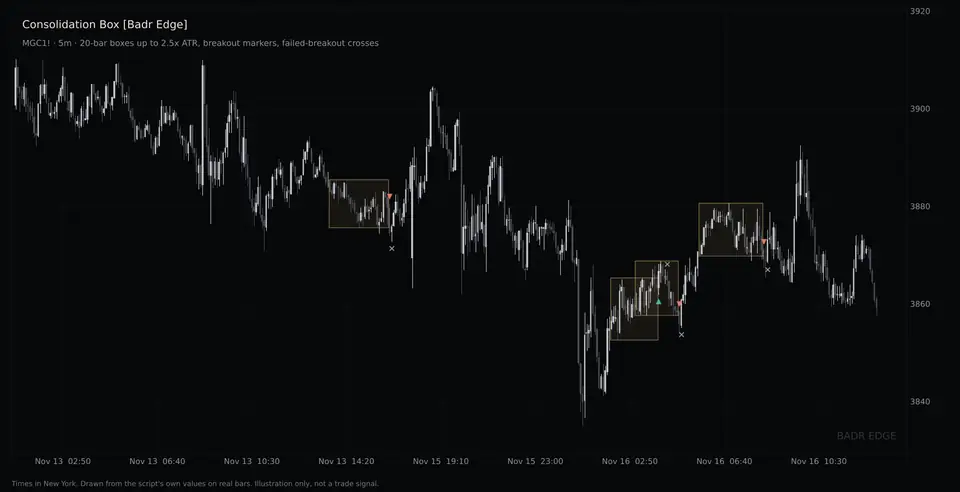 Consolidation Box [Badr Edge]
MGC1! · 5m · 20-bar boxes up to 2.5x ATR, breakout markers, failed-breakout crosses
3920
3900
3880
3860
3840
BADR EDGE
Nov 13 02:50
Nov 13 06:40
Nov 13 10:30
Nov 13 14:20
Nov 15 19:10
Nov 15 23:00
Nov 16 02:50
Nov 16 06:40
Nov 16 10:30
Times in New York. Drawn from the script's own values on real bars. Illustration only, not a trade signal.